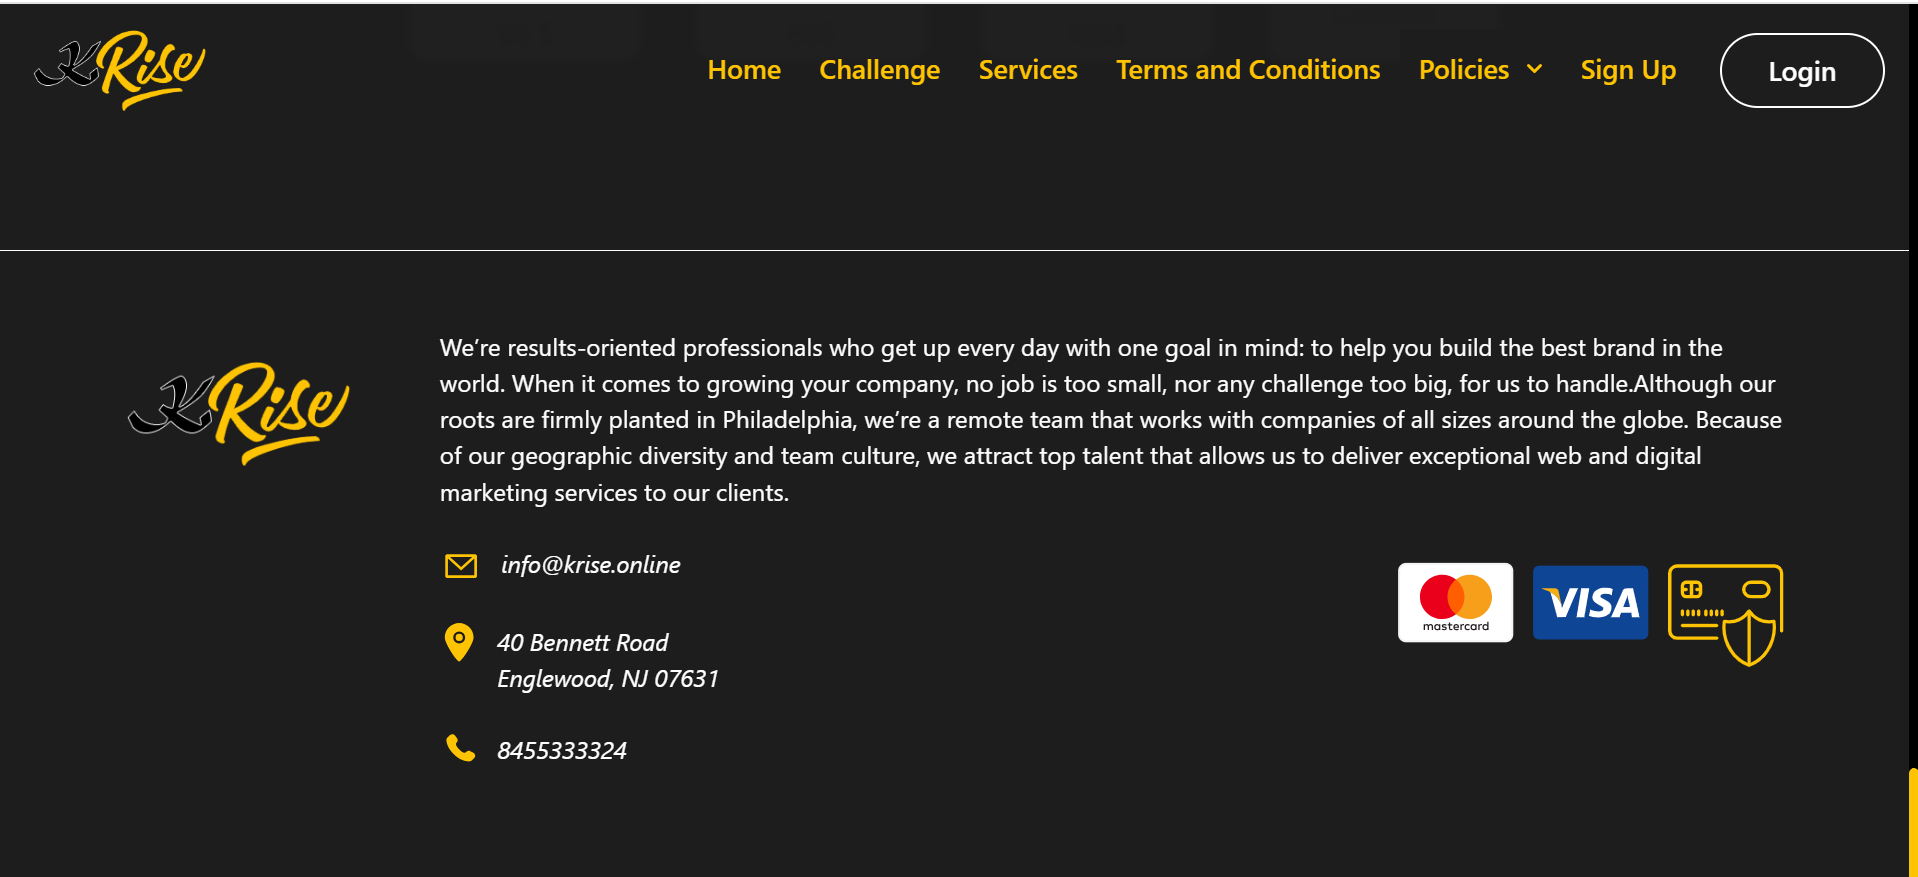 KRise
Home Challenge Services Terms and Conditions Policies Sign Up Login
KRise
We're results-oriented professionals who get up every day with one goal in mind: to help you build the best brand in the
world. When it comes to growing your company, no job is too small, nor any challenge too big, for us to handle.Although our
roots are firmly planted in Philadelphia, we're a remote team that works with companies of all sizes around the globe. Because
of our geographic diversity and team culture, we attract top talent that allows us to deliver exceptional web and digital
marketing services to our clients.
info@krise.online
mastercard
VISA
40 Bennett Road
Englewood, NJ 07631
8455333324